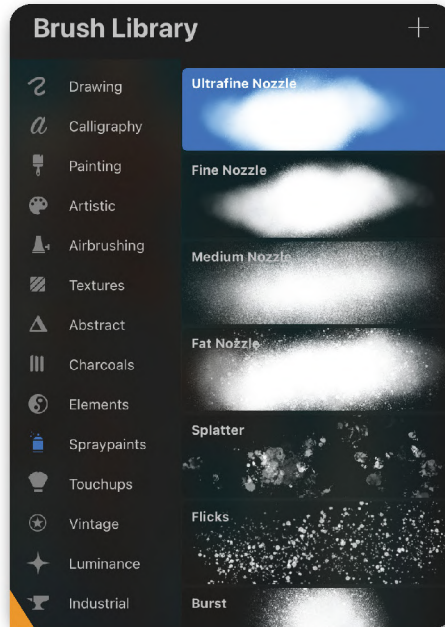 Brush Library
Drawing
Calligraphy
Painting
Artistic
Airbrushing
Textures
Abstract
Charcoals
Elements
Spraypaints
Touchups
Vintage
Luminance
Industrial
Ultrafine Nozzle
Fine Nozzle
Medium Nozzle
Fat Nozzle
Splatter
Flicks
Burst